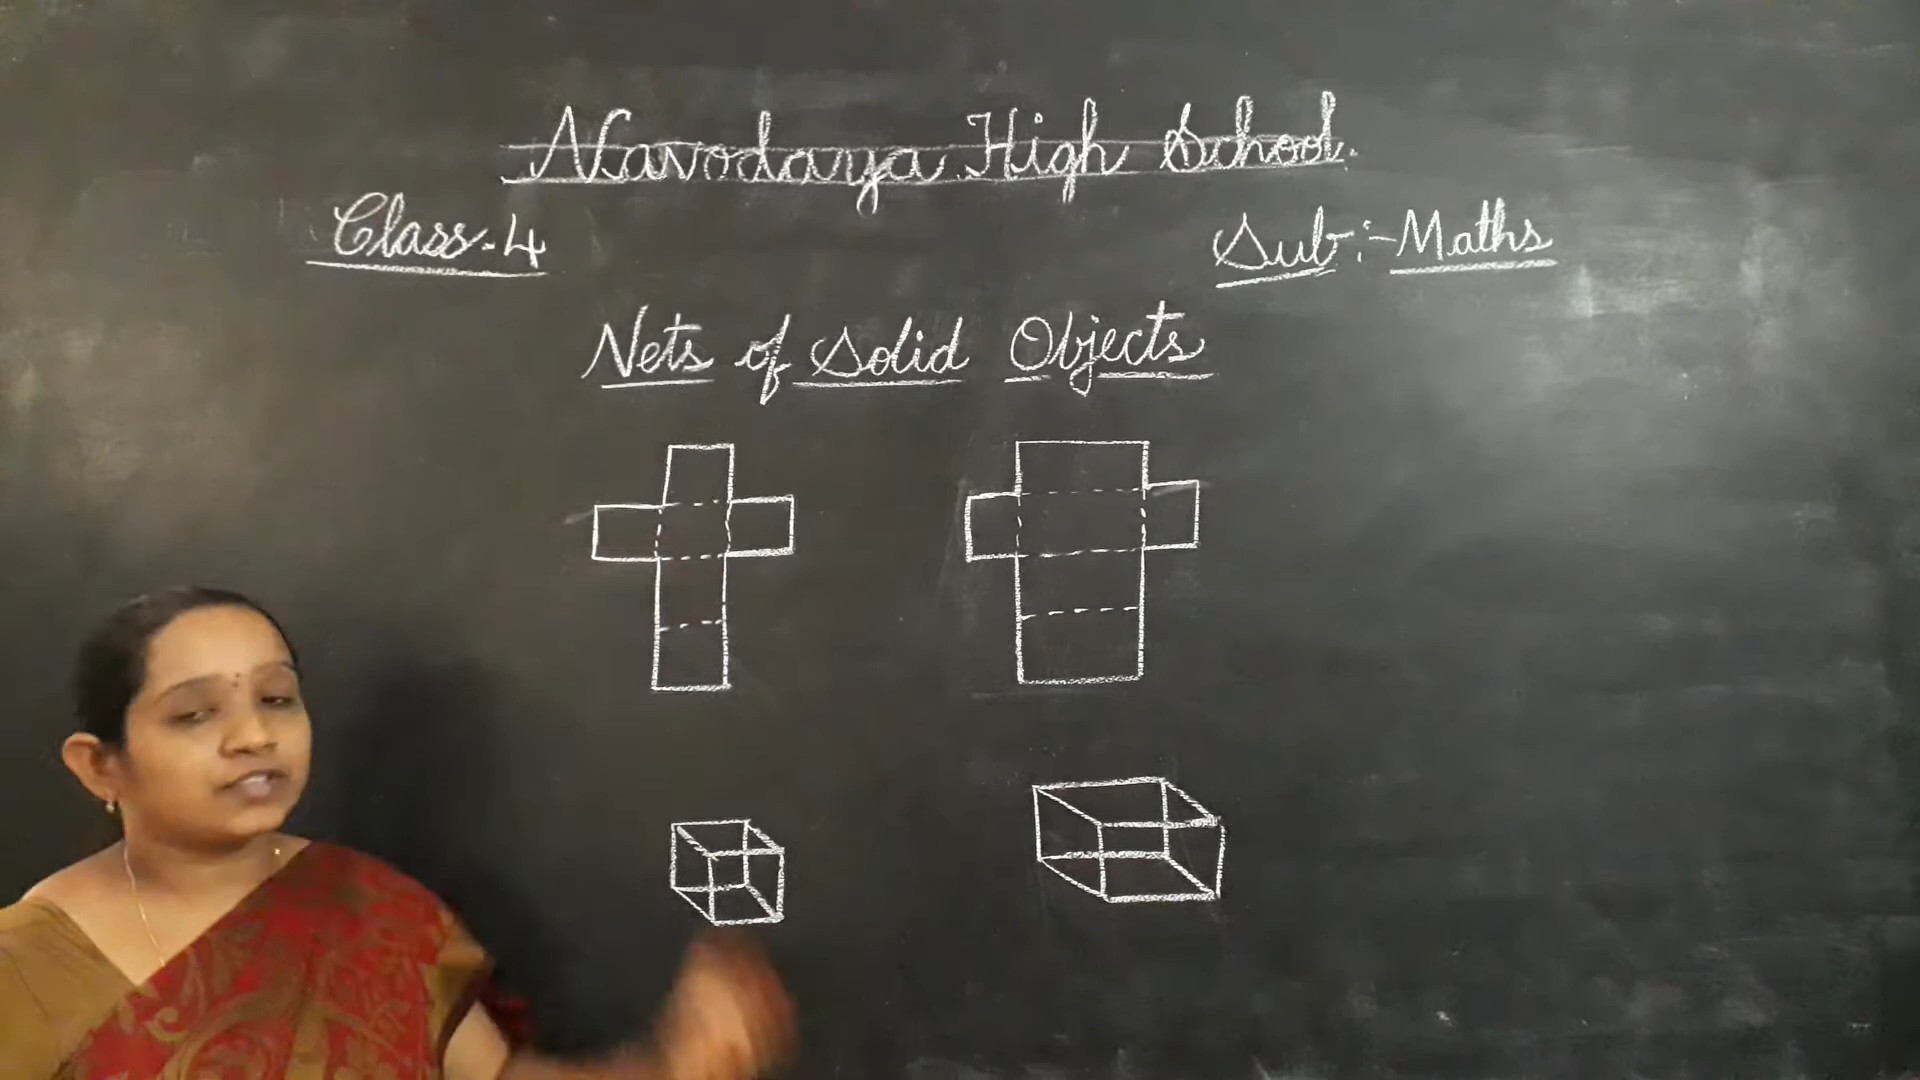 Navodaya High School.
Class-4
Sub:-Maths
Nets of Solid Objects